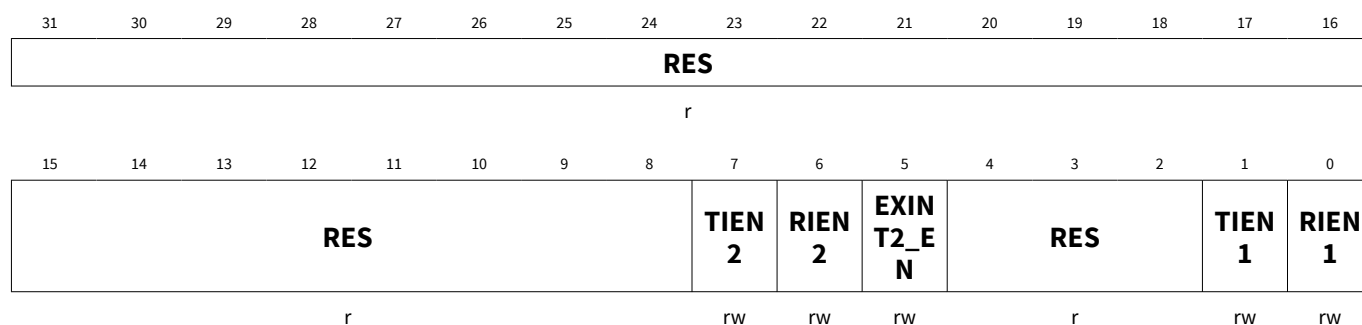 31 30 29 28 27 26 25 24 23 22 21 20 19 18 17 16
RES
r
15 14 13 12 11 10 9 8 7 6 5 4 3 2 1 0
RES TIEN 2 RIEN 2 EXIN T2_E N RES TIEN 1 RIEN 1
r rw rw rw r rw rw